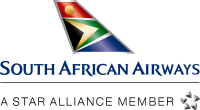 SOUTH AFRICAN AIRWAYS
A STAR ALLIANCE MEMBER